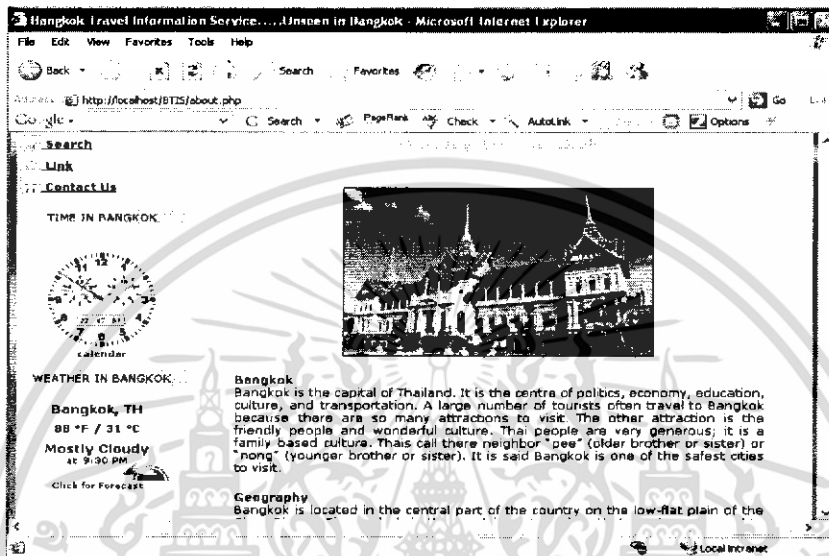 Bangkok Travel Information Service.....Unseen in Bangkok - Microsoft Internet Explorer
File Edit View Favorites Tools Help
Back Search Favorites
http://localhost/BTIS/about.php Go
Search PageRank Check AutoLink Options
Search
Link
Contact Us
TIME IN BANGKOK
calendar
WEATHER IN BANGKOK
Bangkok, TH
88 °F / 31 °C
Mostly Cloudy
at 9:30 PM
Click for Forecast
Bangkok
Bangkok is the capital of Thailand. It is the centre of politics, economy, education,
culture, and transportation. A large number of tourists often travel to Bangkok
because there are so many attractions to visit. The other attraction is the
friendly people and wonderful culture. Thai people are very generous; it is a
family based culture. Thais call there neighbor "pee" (older brother or sister) or
"nong" (younger brother or sister). It is said Bangkok is one of the safest cities
to visit.
Geography
Bangkok is located in the central part of the country on the low-flat plain of the
Local intranet